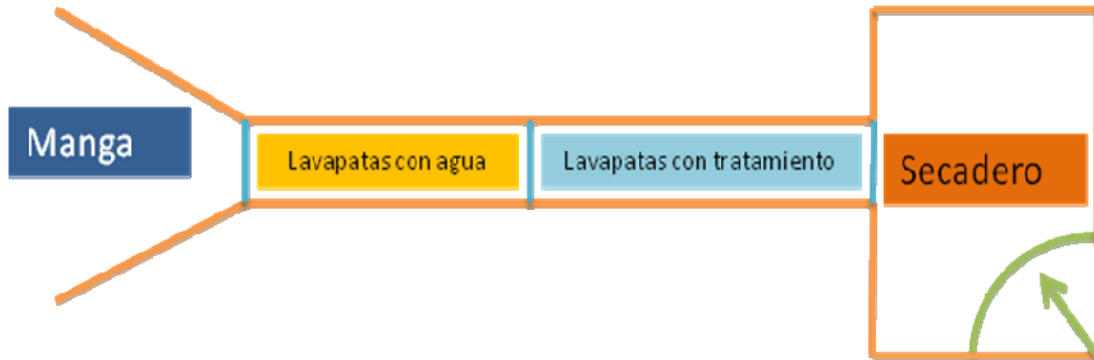 Manga
Lavapatas con agua
Lavapatas con tratamiento
Secadero